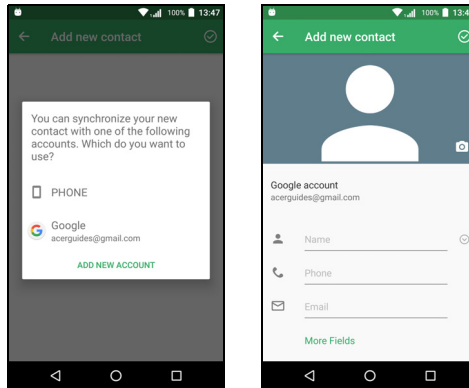 100% 13:47
Add new contact
You can synchronize your new
contact with one of the following
accounts. Which do you want to
use?
PHONE
Google
acerguides@gmail.com
ADD NEW ACCOUNT
100% 13:4
Add new contact
Google account
acerguides@gmail.com
Name
Phone
Email
More Fields